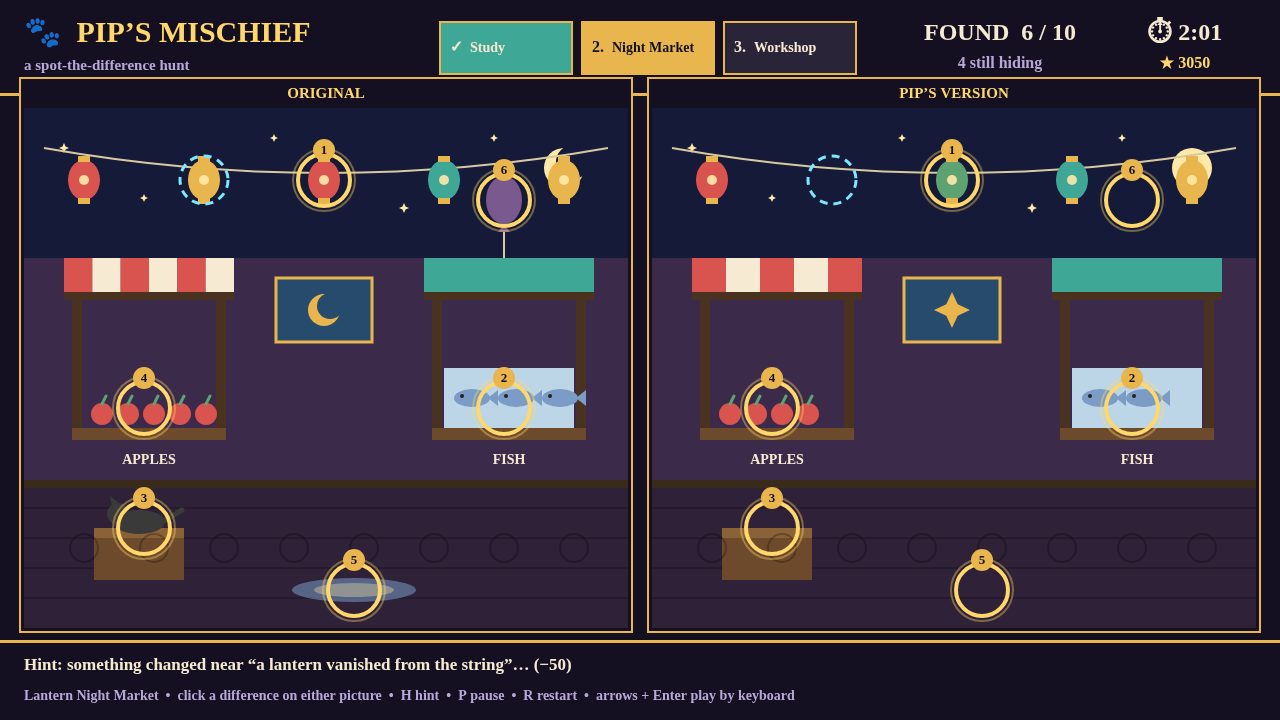 🐾 PIP’S MISCHIEF
a spot-the-difference hunt
✓ Study
2. Night Market
3. Workshop
FOUND 6 / 10
4 still hiding
⏱ 2:01
★ 3050
ORIGINAL
PIP’S VERSION
1
6
1
6
4
2
4
2
APPLES
FISH
APPLES
FISH
3
3
5
5
Hint: something changed near “a lantern vanished from the string”… (−50)
Lantern Night Market • click a difference on either picture • H hint • P pause • R restart • arrows + Enter play by keyboard